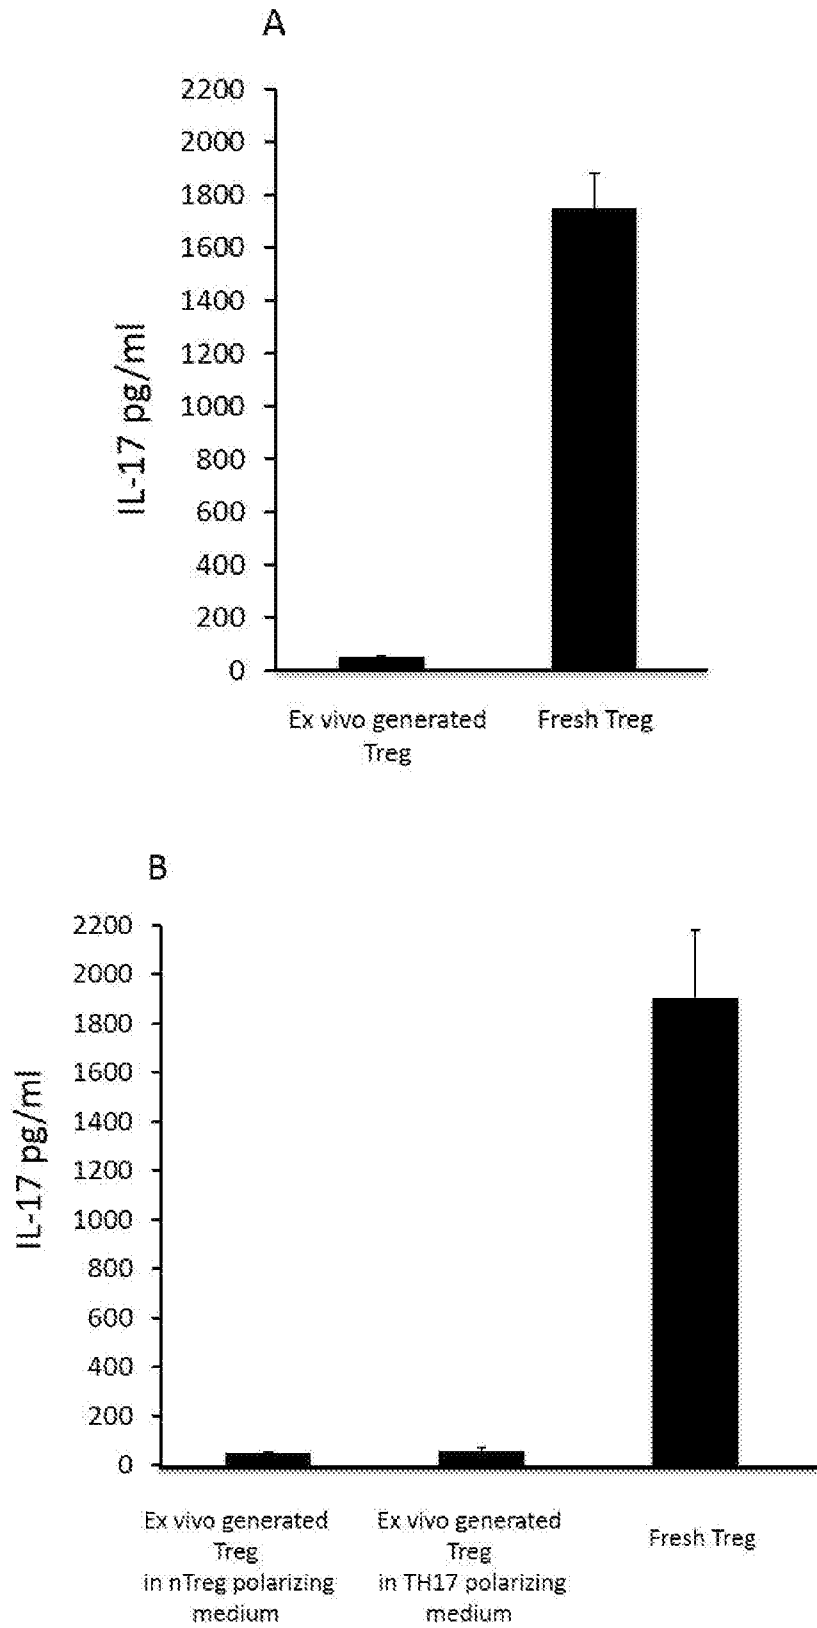 A
2200
2000
1800
1600
1400
1200
1000
800
600
400
200
0
IL-17 pg/ml
Ex vivo generated
Treg
Fresh Treg
B
2200
2000
1800
1600
1400
1200
1000
800
600
400
200
0
IL-17 pg/ml
Ex vivo generated
Treg
in nTreg polarizing
medium
Ex vivo generated
Treg
in TH17 polarizing
medium
Fresh Treg